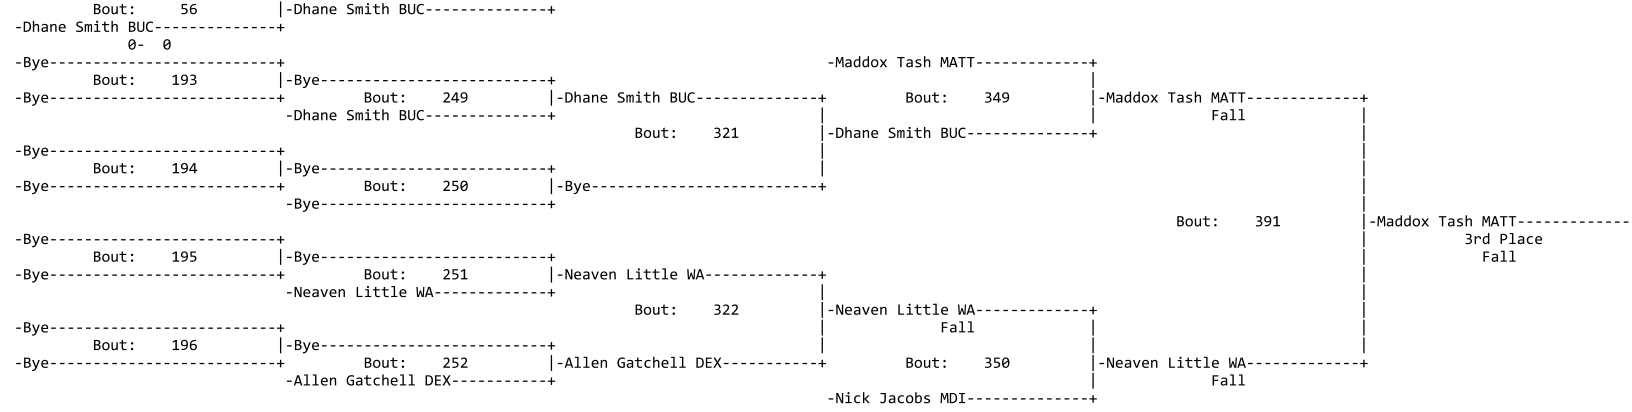 Bout: 56 |-Dhane Smith BUC--------------+
-Dhane Smith BUC--------------+
0- 0
-Bye--------------------------+ -Maddox Tash MATT-------------+
Bout: 193 |-Bye--------------------------+ |
-Bye--------------------------+ Bout: 249 |-Dhane Smith BUC--------------+ Bout: 349 |-Maddox Tash MATT-------------+
-Dhane Smith BUC--------------+ | | Fall |
Bout: 321 |-Dhane Smith BUC--------------+ |
-Bye--------------------------+ | |
Bout: 194 |-Bye--------------------------+ | |
-Bye--------------------------+ Bout: 250 |-Bye--------------------------+ |
-Bye--------------------------+ |
Bout: 391 |-Maddox Tash MATT-------------
-Bye--------------------------+ | 3rd Place
Bout: 195 |-Bye--------------------------+ | Fall
-Bye--------------------------+ Bout: 251 |-Neaven Little WA-------------+ |
-Neaven Little WA-------------+ | |
Bout: 322 |-Neaven Little WA-------------+ |
-Bye--------------------------+ | Fall | |
Bout: 196 |-Bye--------------------------+ | | |
-Bye--------------------------+ Bout: 252 |-Allen Gatchell DEX-----------+ Bout: 350 |-Neaven Little WA-------------+
-Allen Gatchell DEX-----------+ | Fall
-Nick Jacobs MDI--------------+